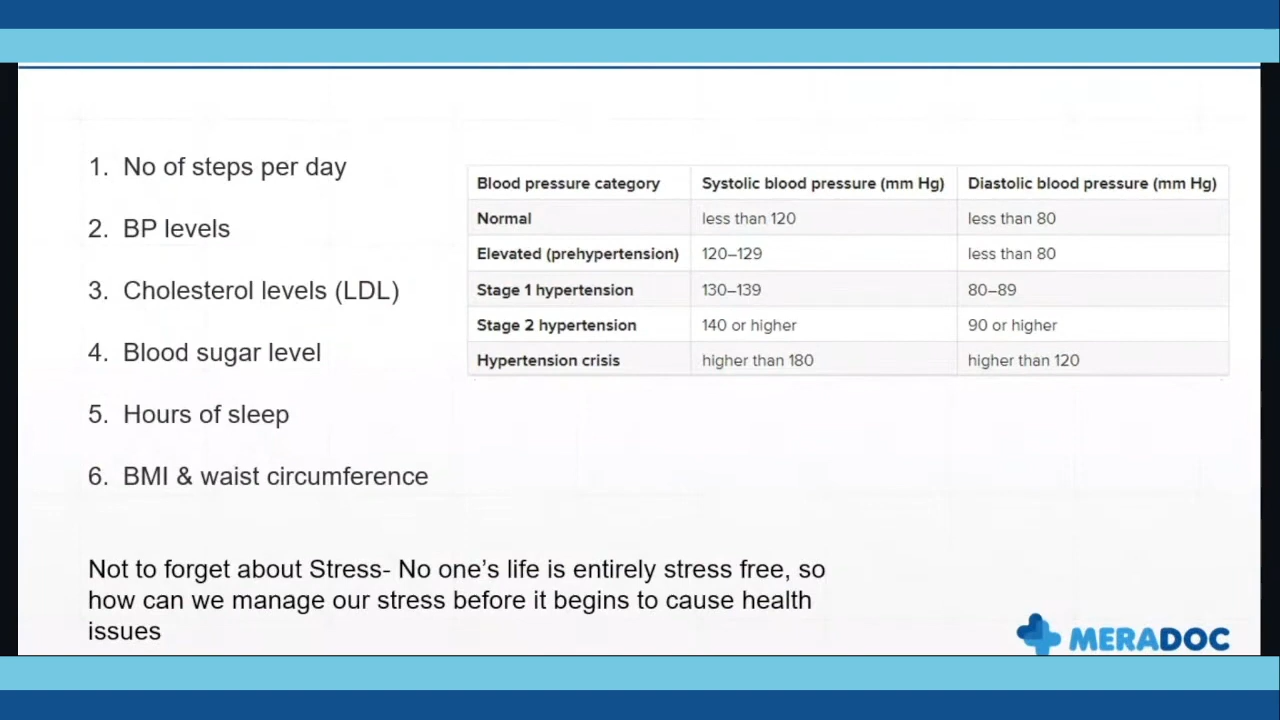 1. No of steps per day
2. BP levels
3. Cholesterol levels (LDL)
4. Blood sugar level
5. Hours of sleep
6. BMI & waist circumference
Blood pressure category Systolic blood pressure (mm Hg) Diastolic blood pressure (mm Hg)
Normal less than 120 less than 80
Elevated (prehypertension) 120–129 less than 80
Stage 1 hypertension 130–139 80–89
Stage 2 hypertension 140 or higher 90 or higher
Hypertension crisis higher than 180 higher than 120
Not to forget about Stress- No one’s life is entirely stress free, so
how can we manage our stress before it begins to cause health
issues
MERADOC